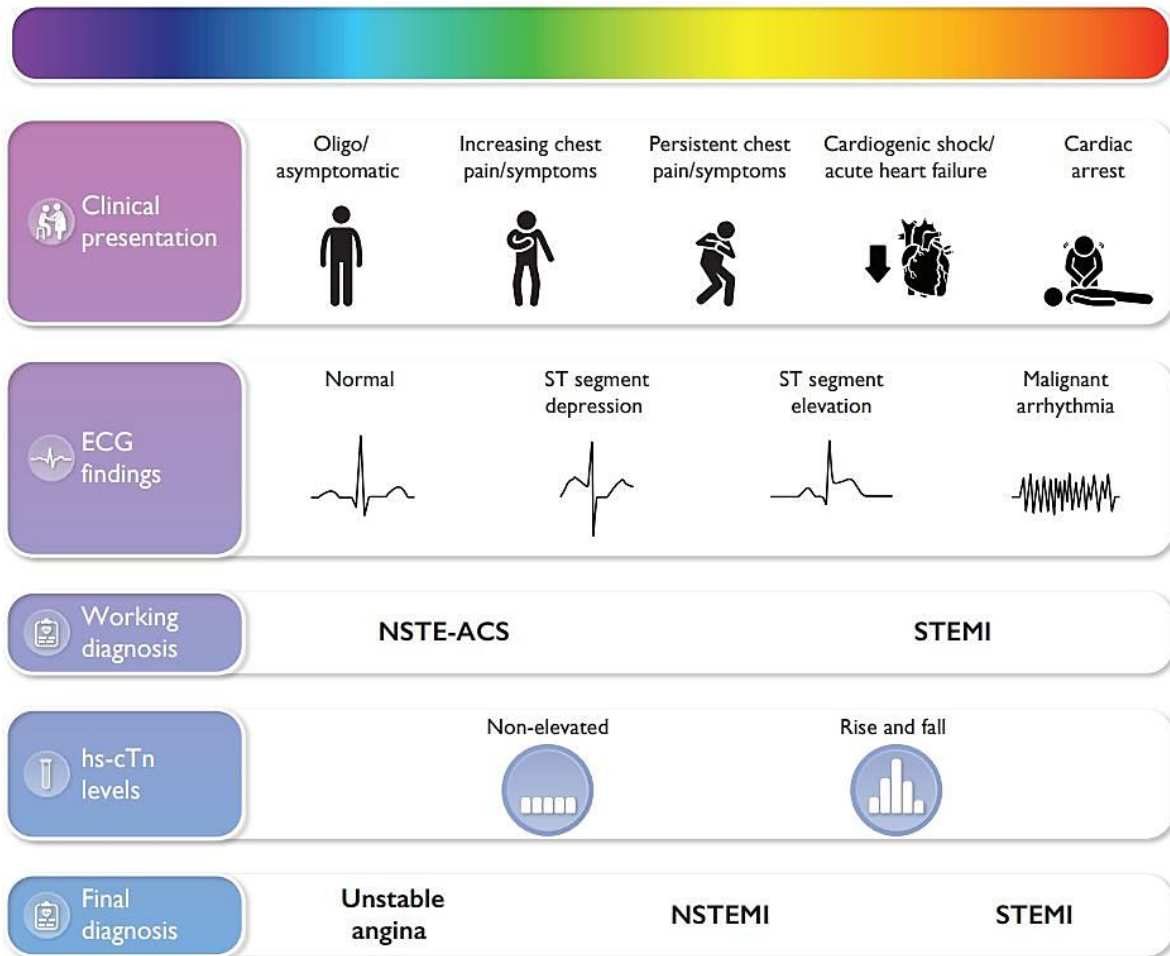 Clinical
presentation
Oligo/
asymptomatic
Increasing chest
pain/symptoms
Persistent chest
pain/symptoms
Cardiogenic shock/
acute heart failure
Cardiac
arrest
ECG
findings
Normal
ST segment
depression
ST segment
elevation
Malignant
arrhythmia
Working
diagnosis
NSTE-ACS
STEMI
hs-cTn
levels
Non-elevated
Rise and fall
Final
diagnosis
Unstable
angina
NSTEMI
STEMI